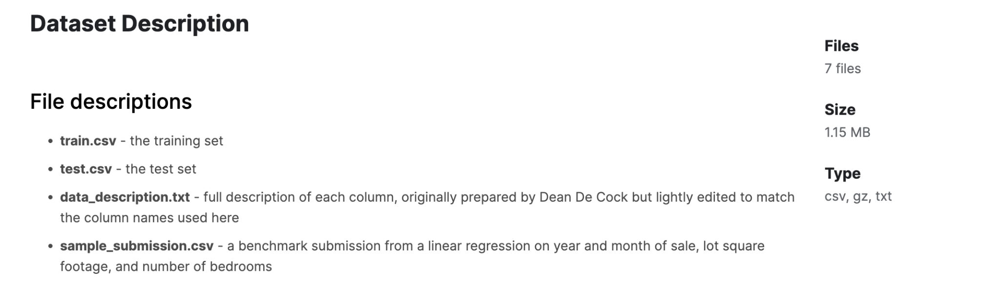 Dataset Description
File descriptions
• train.csv - the training set
• test.csv - the test set
• data_description.txt - full description of each column, originally prepared by Dean De Cock but lightly edited to match
the column names used here
• sample_submission.csv - a benchmark submission from a linear regression on year and month of sale, lot square
footage, and number of bedrooms
Files
7 files
Size
1.15 MB
Type
csv, gz, txt